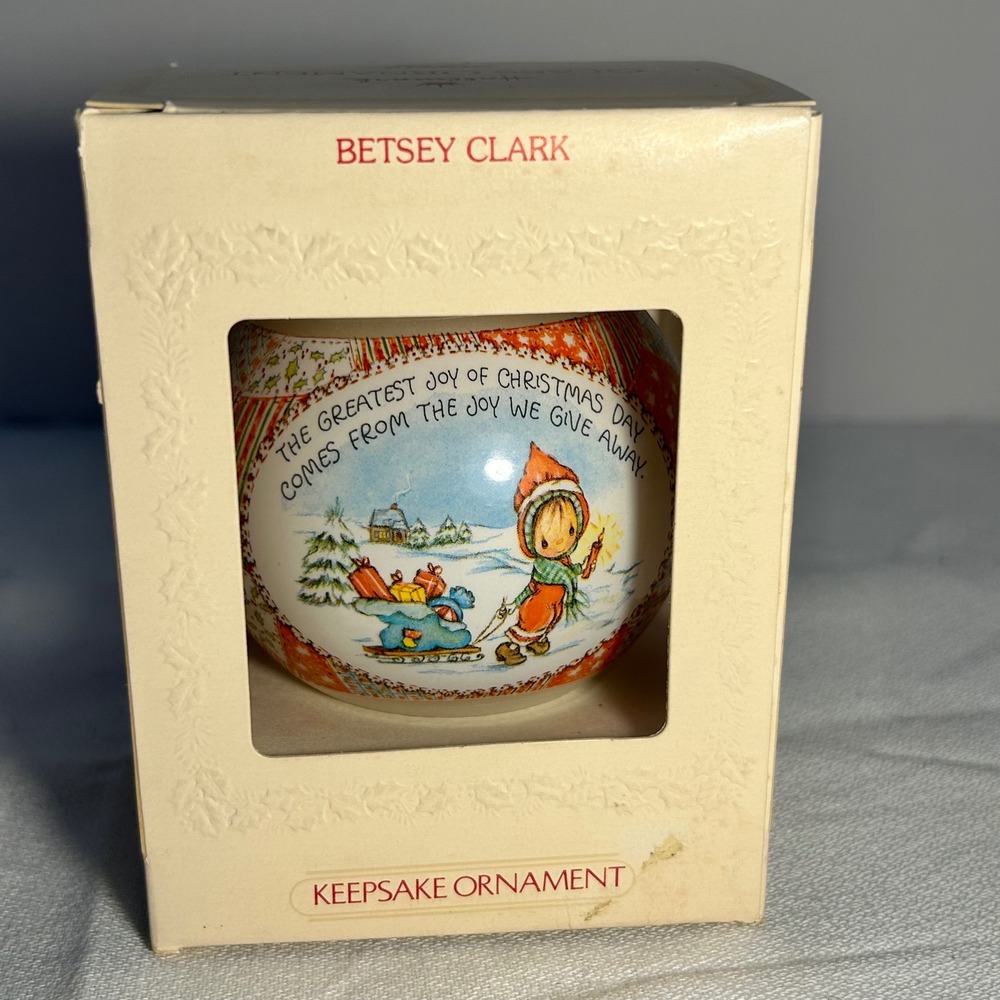 BETSEY CLARK
THE GREATEST JOY OF CHRISTMAS DAY
COMES FROM THE JOY WE GIVE AWAY.
KEEPSAKE ORNAMENT